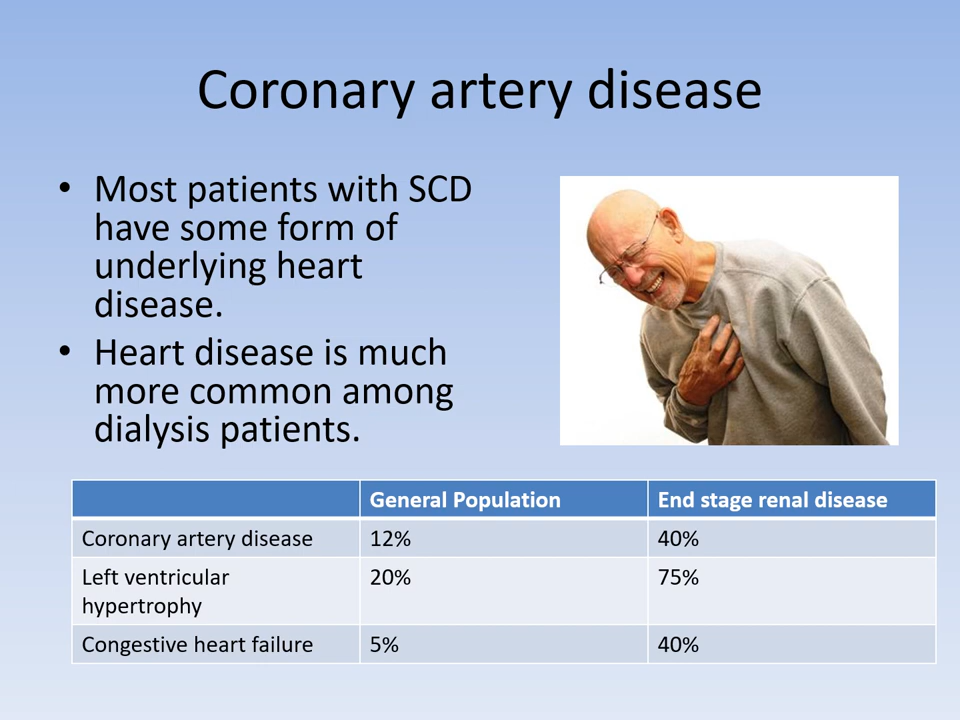 Coronary artery disease
• Most patients with SCD
have some form of
underlying heart
disease.
• Heart disease is much
more common among
dialysis patients.
General Population End stage renal disease
Coronary artery disease 12% 40%
Left ventricular 20% 75%
hypertrophy
Congestive heart failure 5% 40%